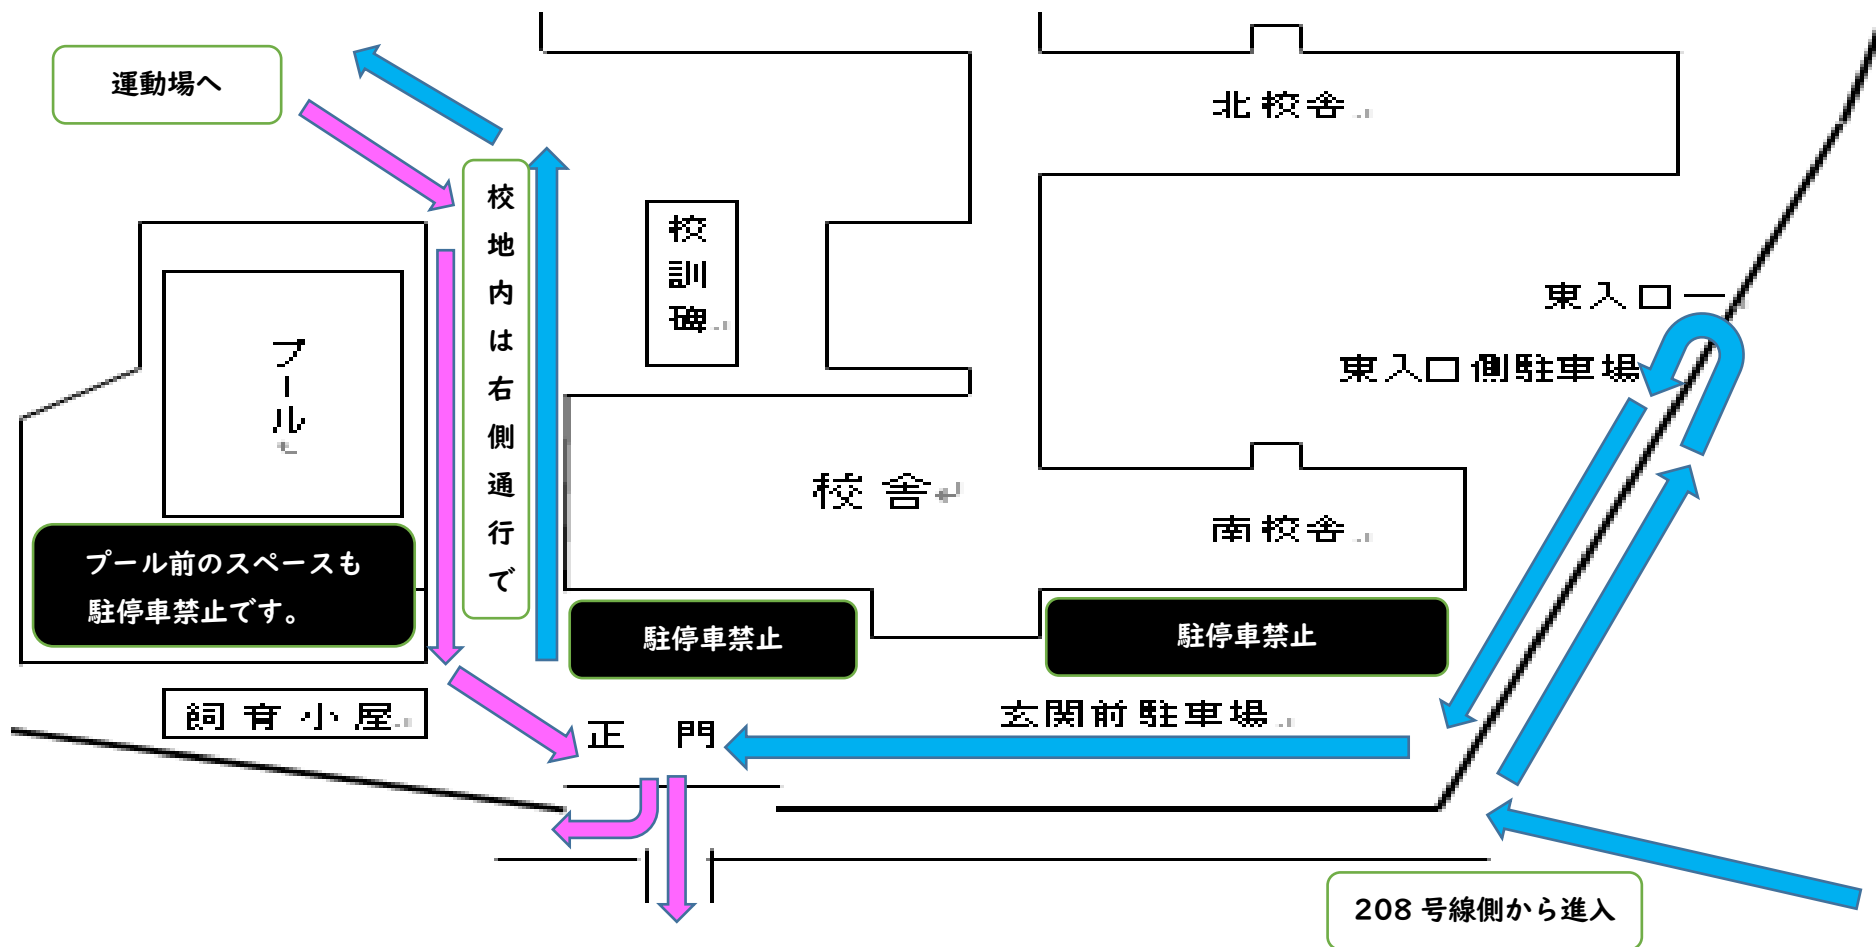 運動場へ
北校舎
校地内は右側通行で
校訓碑
東入口
東入口側駐車場
プール
校舎
南校舎
プール前のスペースも
駐停車禁止です。
駐停車禁止
駐停車禁止
飼育小屋
正門
玄関前駐車場
208号線側から進入